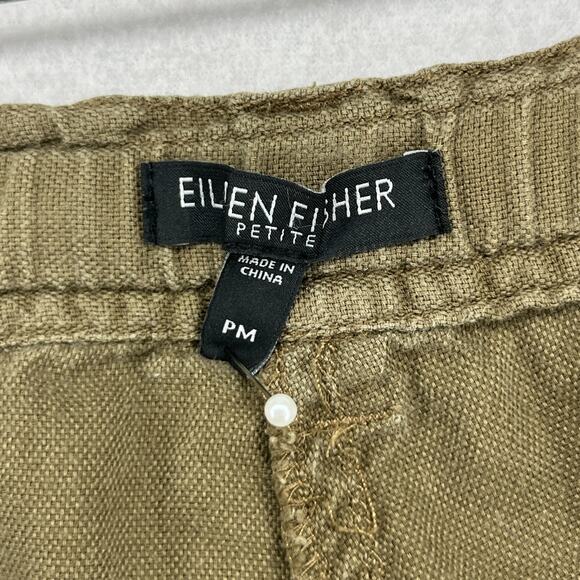 EILEEN FISHER
PETITE
MADE IN
CHINA
PM